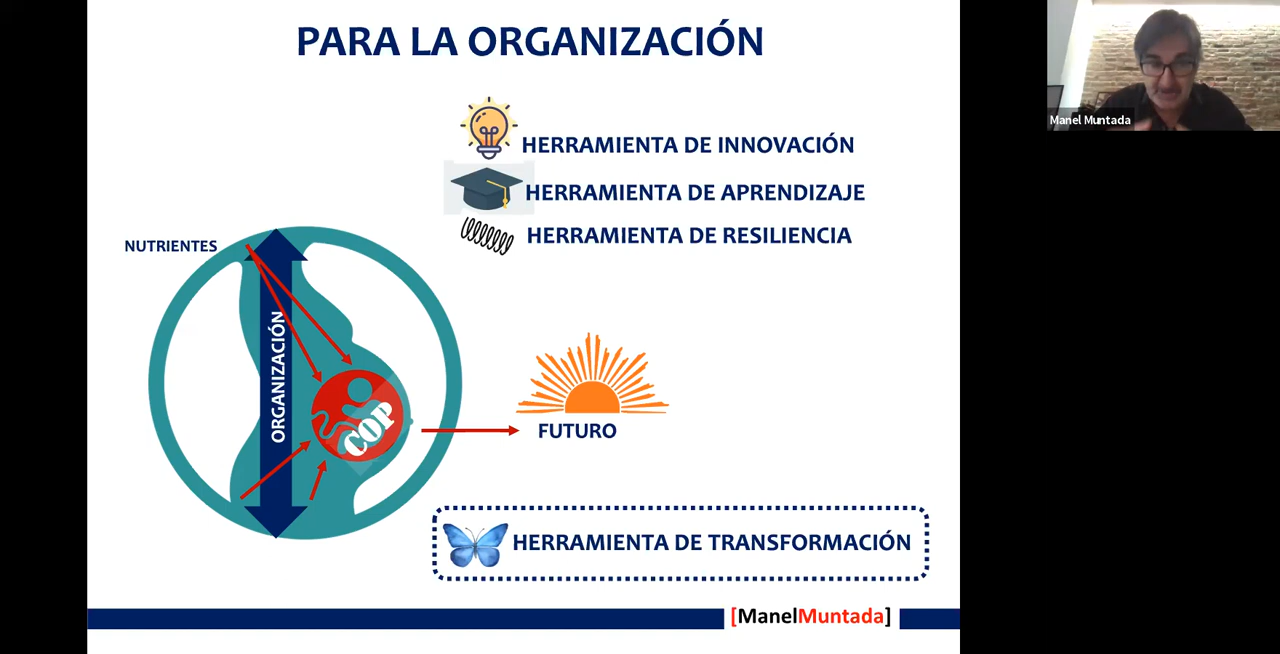 PARA LA ORGANIZACIÓN
HERRAMIENTA DE INNOVACIÓN
HERRAMIENTA DE APRENDIZAJE
HERRAMIENTA DE RESILIENCIA
NUTRIENTES
ORGANIZACIÓN
COP
FUTURO
HERRAMIENTA DE TRANSFORMACIÓN
[ManelMuntada]
Manel Muntada